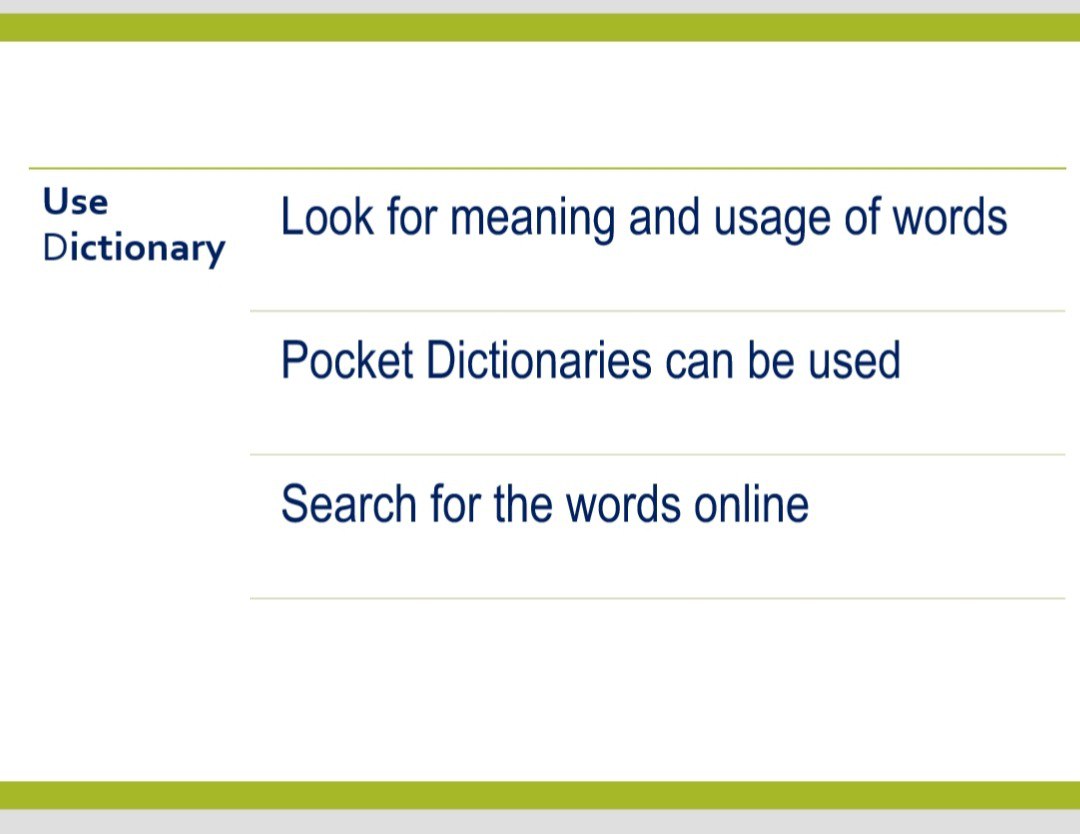 Use
Dictionary
Look for meaning and usage of words
Pocket Dictionaries can be used
Search for the words online